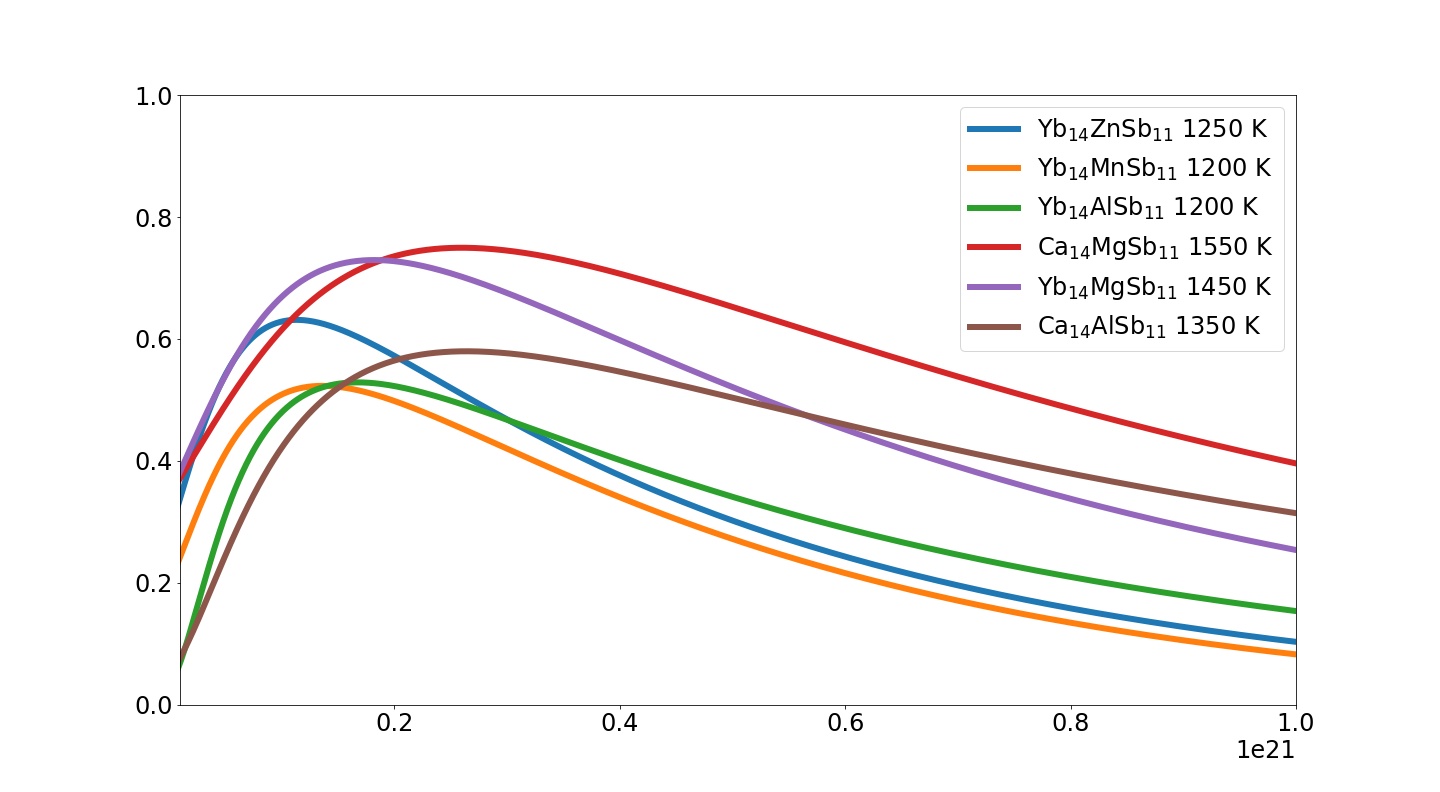 1.0
0.8
0.6
0.4
0.2
0.0
Yb₁₄ZnSb₁₁ 1250 K
Yb₁₄MnSb₁₁ 1200 K
Yb₁₄AlSb₁₁ 1200 K
Ca₁₄MgSb₁₁ 1550 K
Yb₁₄MgSb₁₁ 1450 K
Ca₁₄AlSb₁₁ 1350 K
0.2 0.4 0.6 0.8 1.0
1e21